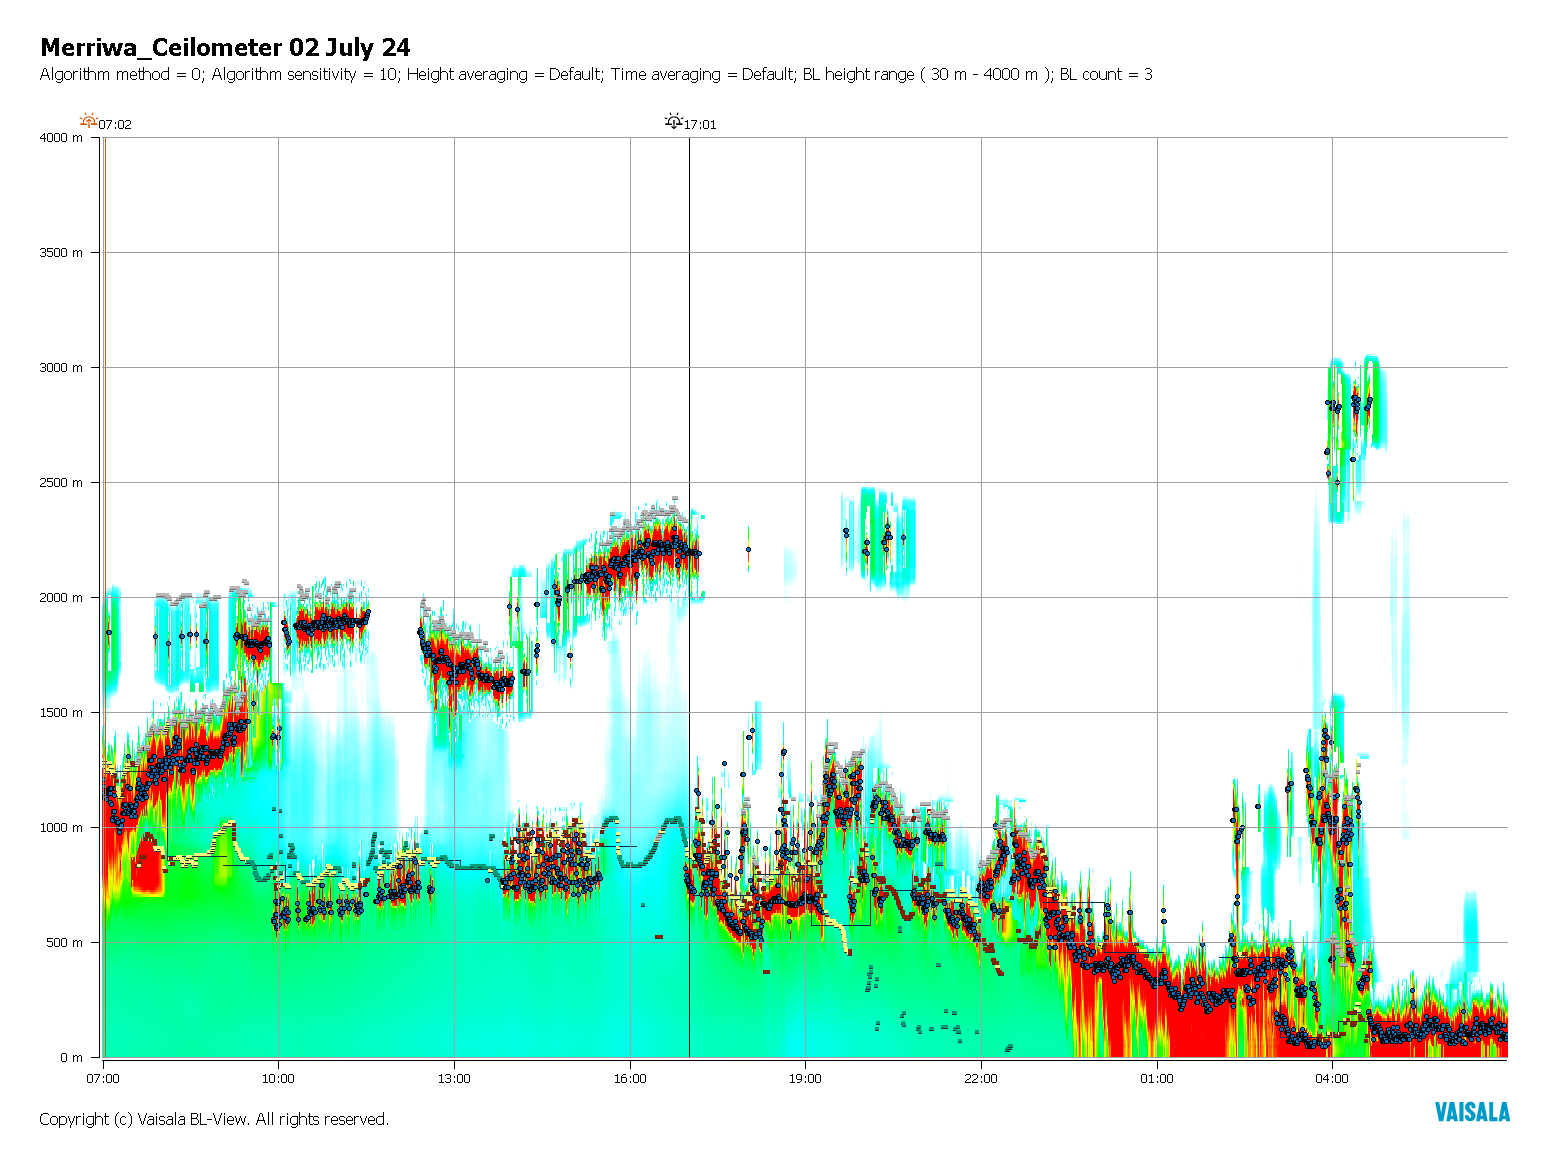 Merriwa_Ceilometer 02 July 24
Algorithm method = 0; Algorithm sensitivity = 10; Height averaging = Default; Time averaging = Default; BL height range ( 30 m - 4000 m ); BL count = 3
07:02 17:01
4000 m
3500 m
3000 m
2500 m
2000 m
1500 m
1000 m
500 m
0 m
07:00 10:00 13:00 16:00 19:00 22:00 01:00 04:00
Copyright (c) Vaisala BL-View. All rights reserved.
VAISALA